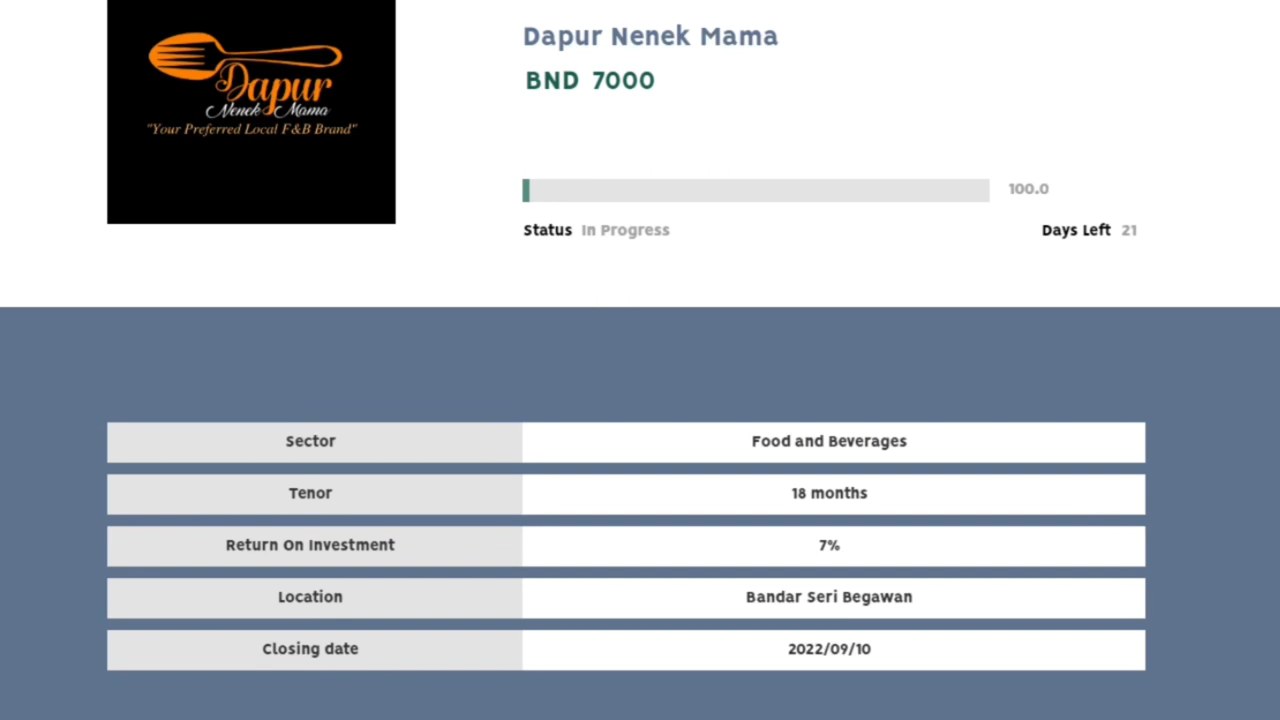 Dapur
Nenek Mama
"Your Preferred Local F&B Brand"
Dapur Nenek Mama
BND 7000
100.0
Status In Progress
Days Left 21
Sector Food and Beverages
Tenor 18 months
Return On Investment 7%
Location Bandar Seri Begawan
Closing date 2022/09/10